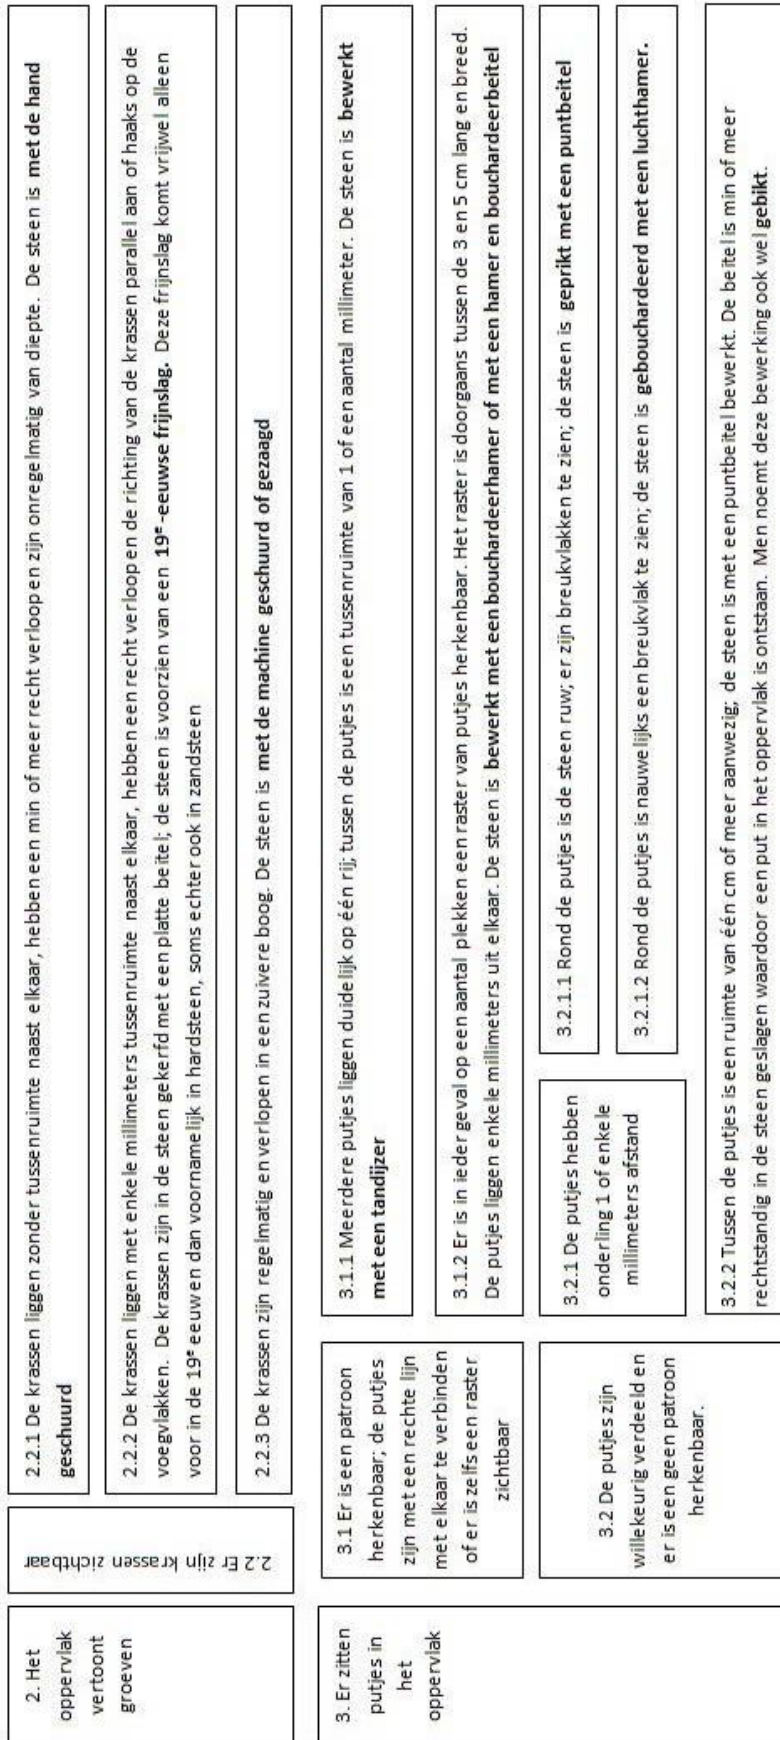 2. Het
oppervlak
vertoont
groeven
2.2 Er zijn krassen zichtbaar
2.2.1 De krassen liggen zonder tussenruimte naast elkaar, hebben een min of meer recht verloop en zijn onregelmatig van diepte. De steen is met de hand
geschuurd
2.2.2 De krassen liggen met enkele millimeters tussenruimte naast elkaar, hebben een recht verloop en de richting van de krassen parallel aan of haaks op de
voegvlakken. De krassen zijn in de steen gekerfd met een platte beitel; de steen is voorzien van een 19e-eeuwse frijnslag. Deze frijnslag komt vrijwel alleen
voor in de 19e eeuw en dan voornamelijk in hardsteen, soms echter ook in zandsteen
2.2.3 De krassen zijn regelmatig en verlopen in een zuivere boog. De steen is met de machine geschuurd of gezaagd
3. Er zitten
putjes in
het
oppervlak
3.1 Er is een patroon
herkenbaar; de putjes
zijn met een rechte lijn
met elkaar te verbinden
of er is zelfs een raster
zichtbaar
3.1.1 Meerdere putjes liggen duidelijk op één rij; tussen de putjes is een tussenruimte van 1 of een aantal millimeter. De steen is bewerkt
met een tandijzer
3.1.2 Er is in ieder geval op een aantal plekken een raster van putjes herkenbaar. Het raster is doorgaans tussen de 3 en 5 cm lang en breed.
De putjes liggen enkele millimeters uit elkaar. De steen is bewerkt met een bouchardeerhamer of met een hamer en bouchardeerbeitel
3.2 De putjes zijn
willekeurig verdeeld en
er is een geen patroon
herkenbaar.
3.2.1 De putjes hebben
onderling 1 of enkele
millimeters afstand
3.2.1.1 Rond de putjes is de steen ruw; er zijn breukvlakken te zien; de steen is geprikt met een puntbeitel
3.2.1.2 Rond de putjes is nauwelijks een breukvlak te zien; de steen is gebouchardeerd met een luchthamer.
3.2.2 Tussen de putjes is een ruimte van één cm of meer aanwezig; de steen is met een puntbeitel bewerkt. De beitel is min of meer
rechtstandig in de steen geslagen waardoor een put in het oppervlak is ontstaan. Men noemt deze bewerking ook wel gebikt.